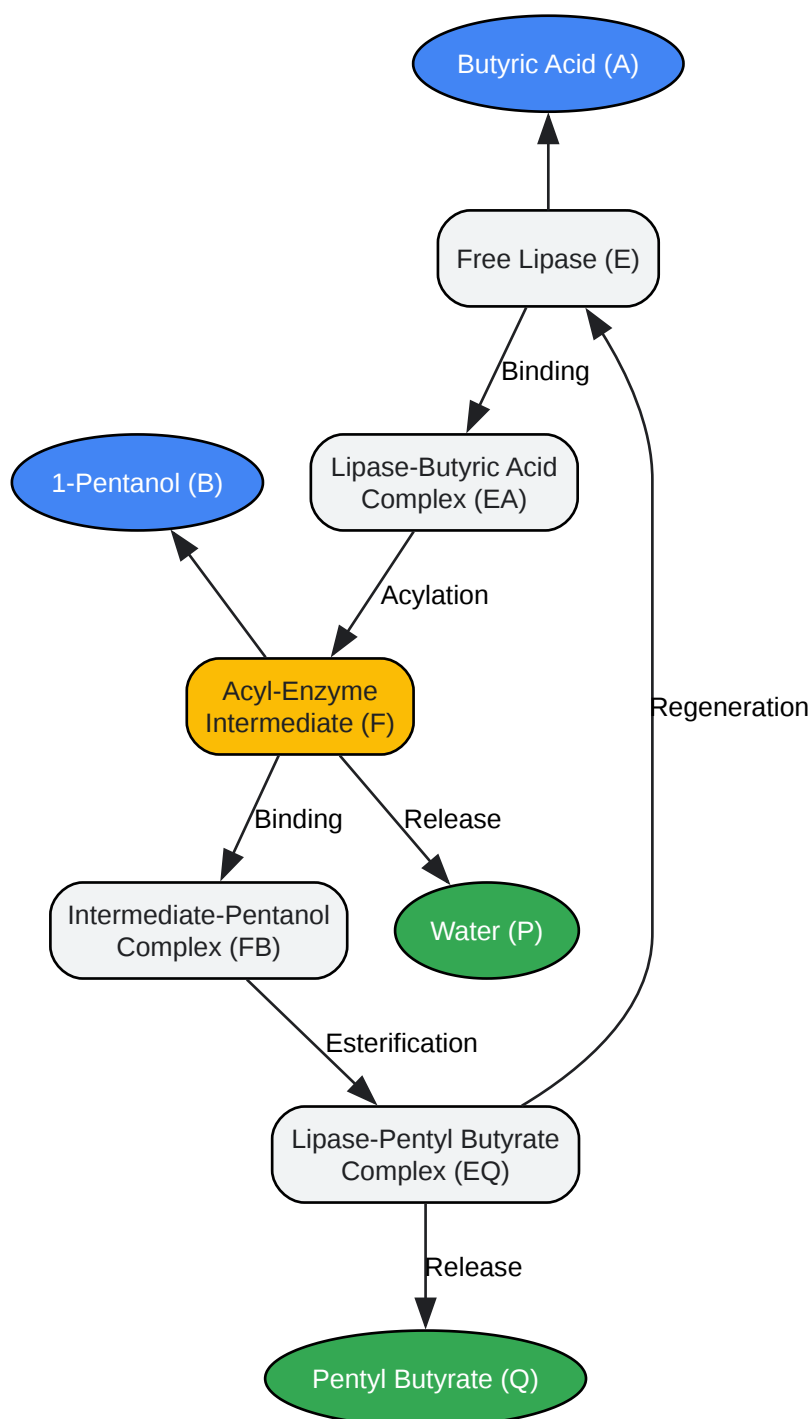 Butyric Acid (A)
Free Lipase (E)
Binding
Lipase-Butyric Acid
Complex (EA)
1-Pentanol (B)
Acylation
Acyl-Enzyme
Intermediate (F)
Regeneration
Binding
Release
Intermediate-Pentanol
Complex (FB)
Water (P)
Esterification
Lipase-Pentyl Butyrate
Complex (EQ)
Release
Pentyl Butyrate (Q)